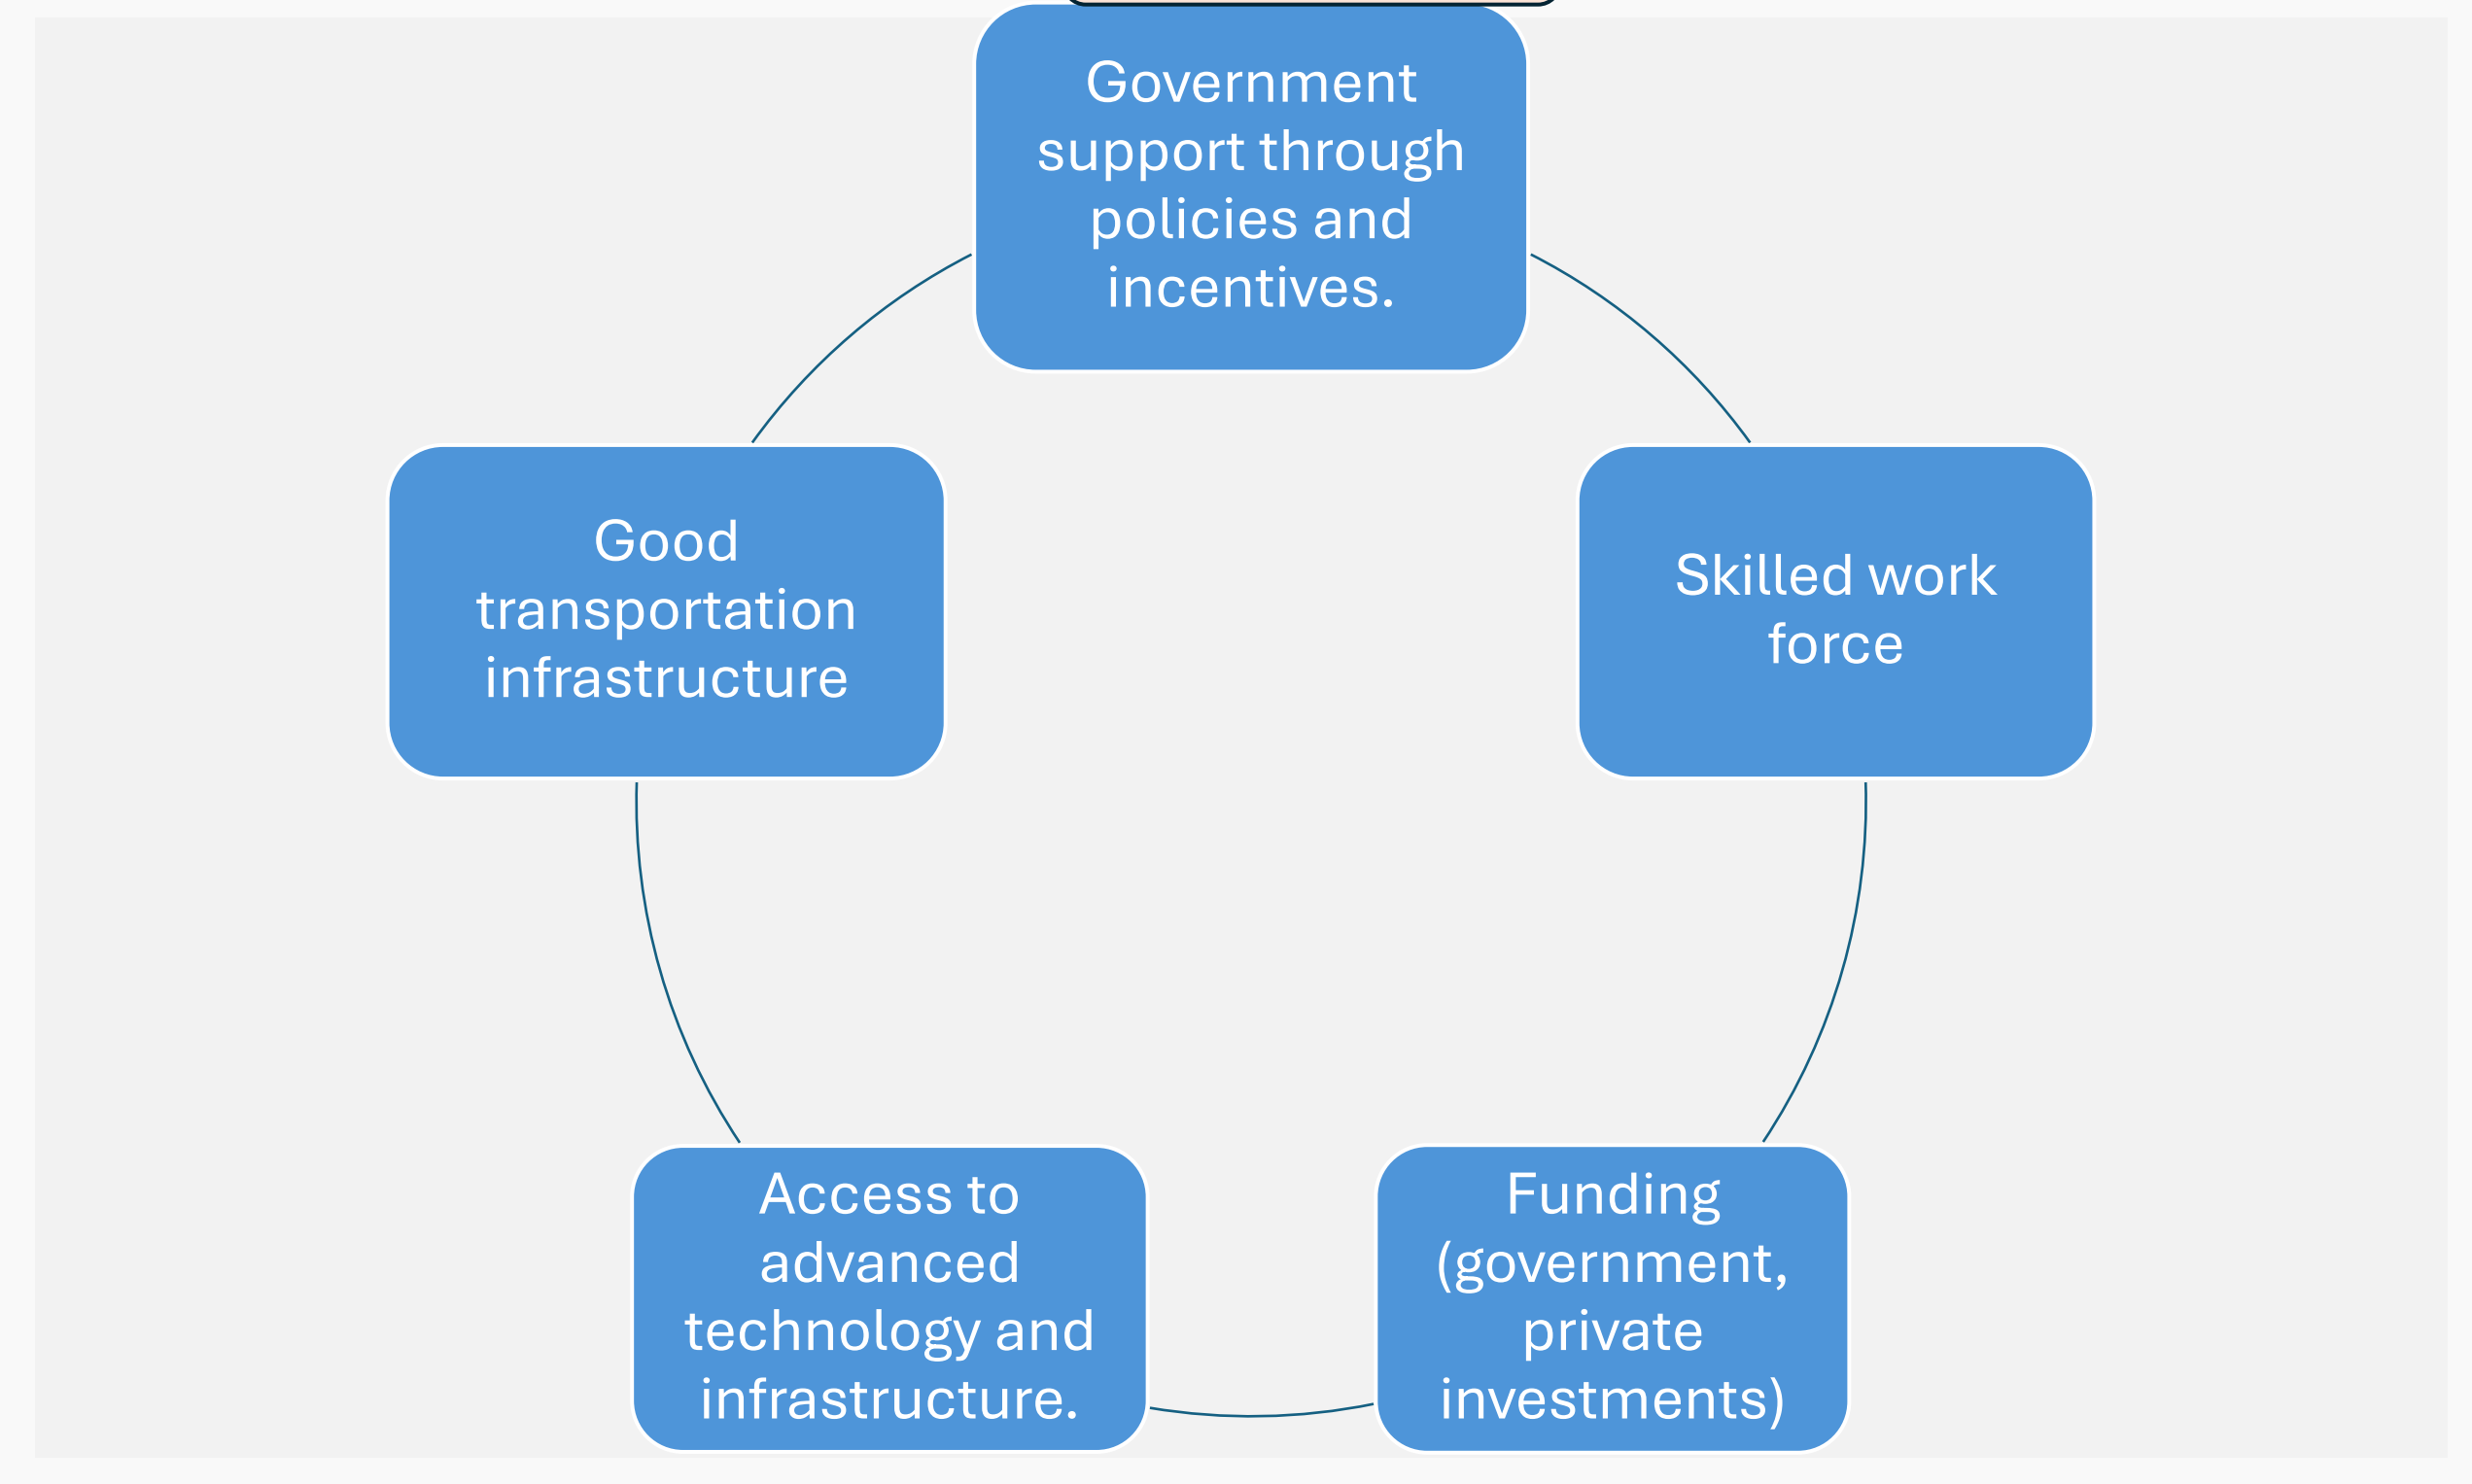 Government
support through
policies and
incentives.
Good
transportation
infrastructure
Skilled work
force
Access to
advanced
technology and
infrastructure.
Funding
(government,
private
investments)